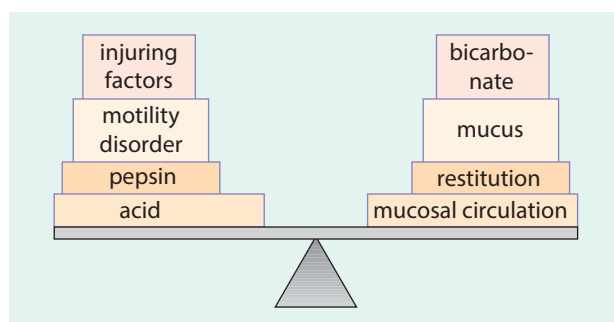 injuring
factors
motility
disorder
pepsin
acid
bicarbo-
nate
mucus
restitution
mucosal circulation